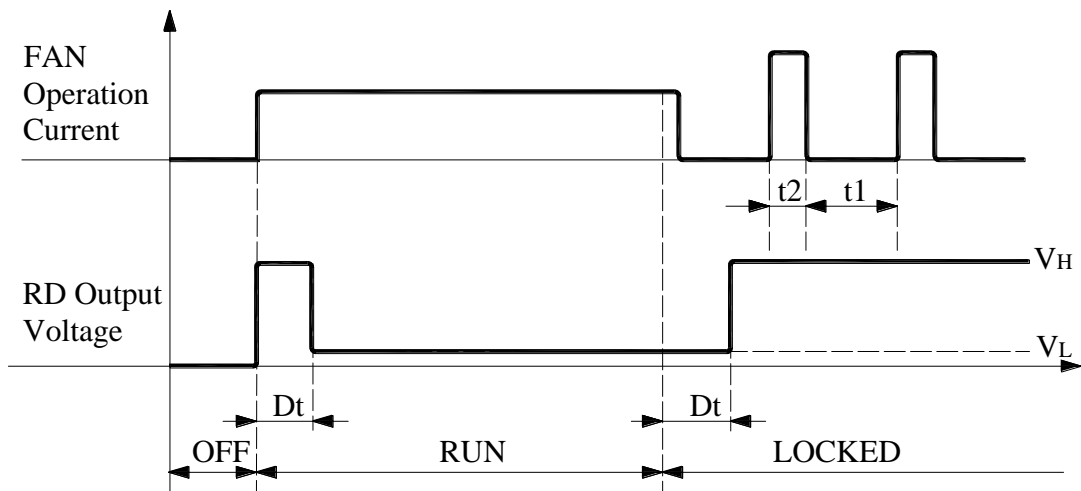 FAN
Operation
Current
t2
t1
VH
RD Output
Voltage
VL
Dt
Dt
OFF
RUN
LOCKED